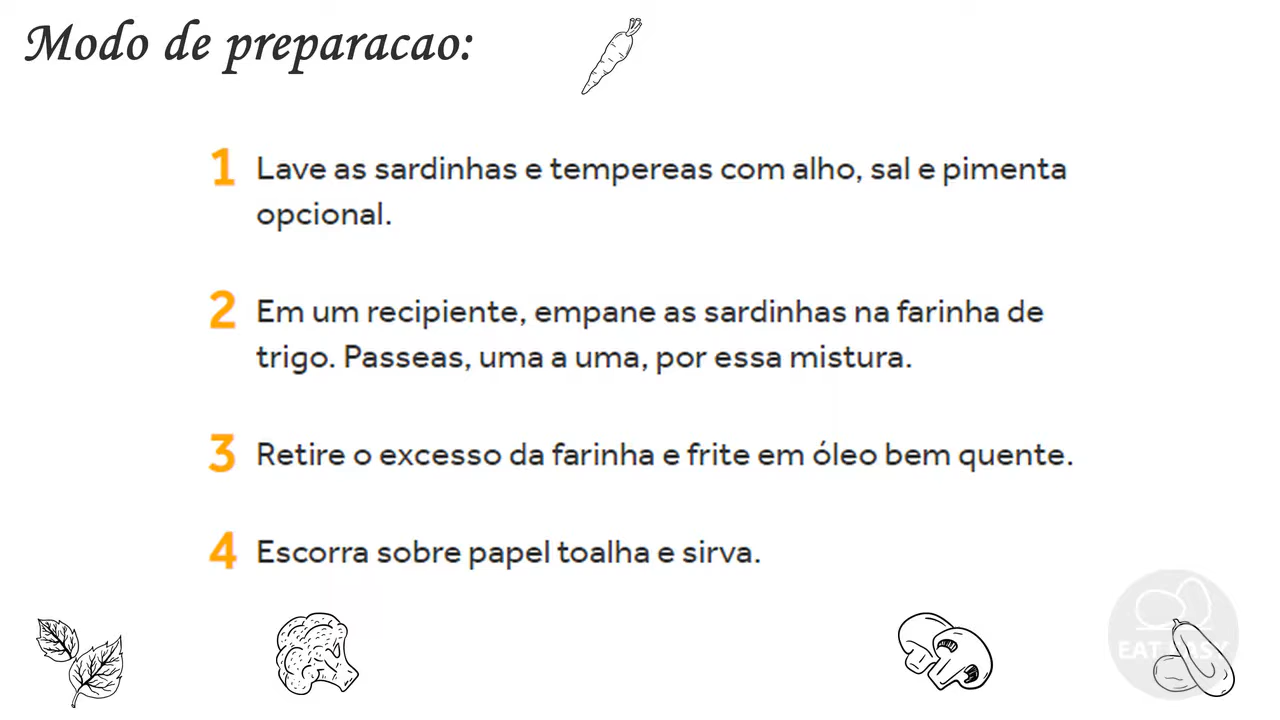 Modo de preparacao:
1 Lave as sardinhas e tempereas com alho, sal e pimenta
opcional.
2 Em um recipiente, empane as sardinhas na farinha de
trigo. Passeas, uma a uma, por essa mistura.
3 Retire o excesso da farinha e frite em óleo bem quente.
4 Escorra sobre papel toalha e sirva.
EAT EASY